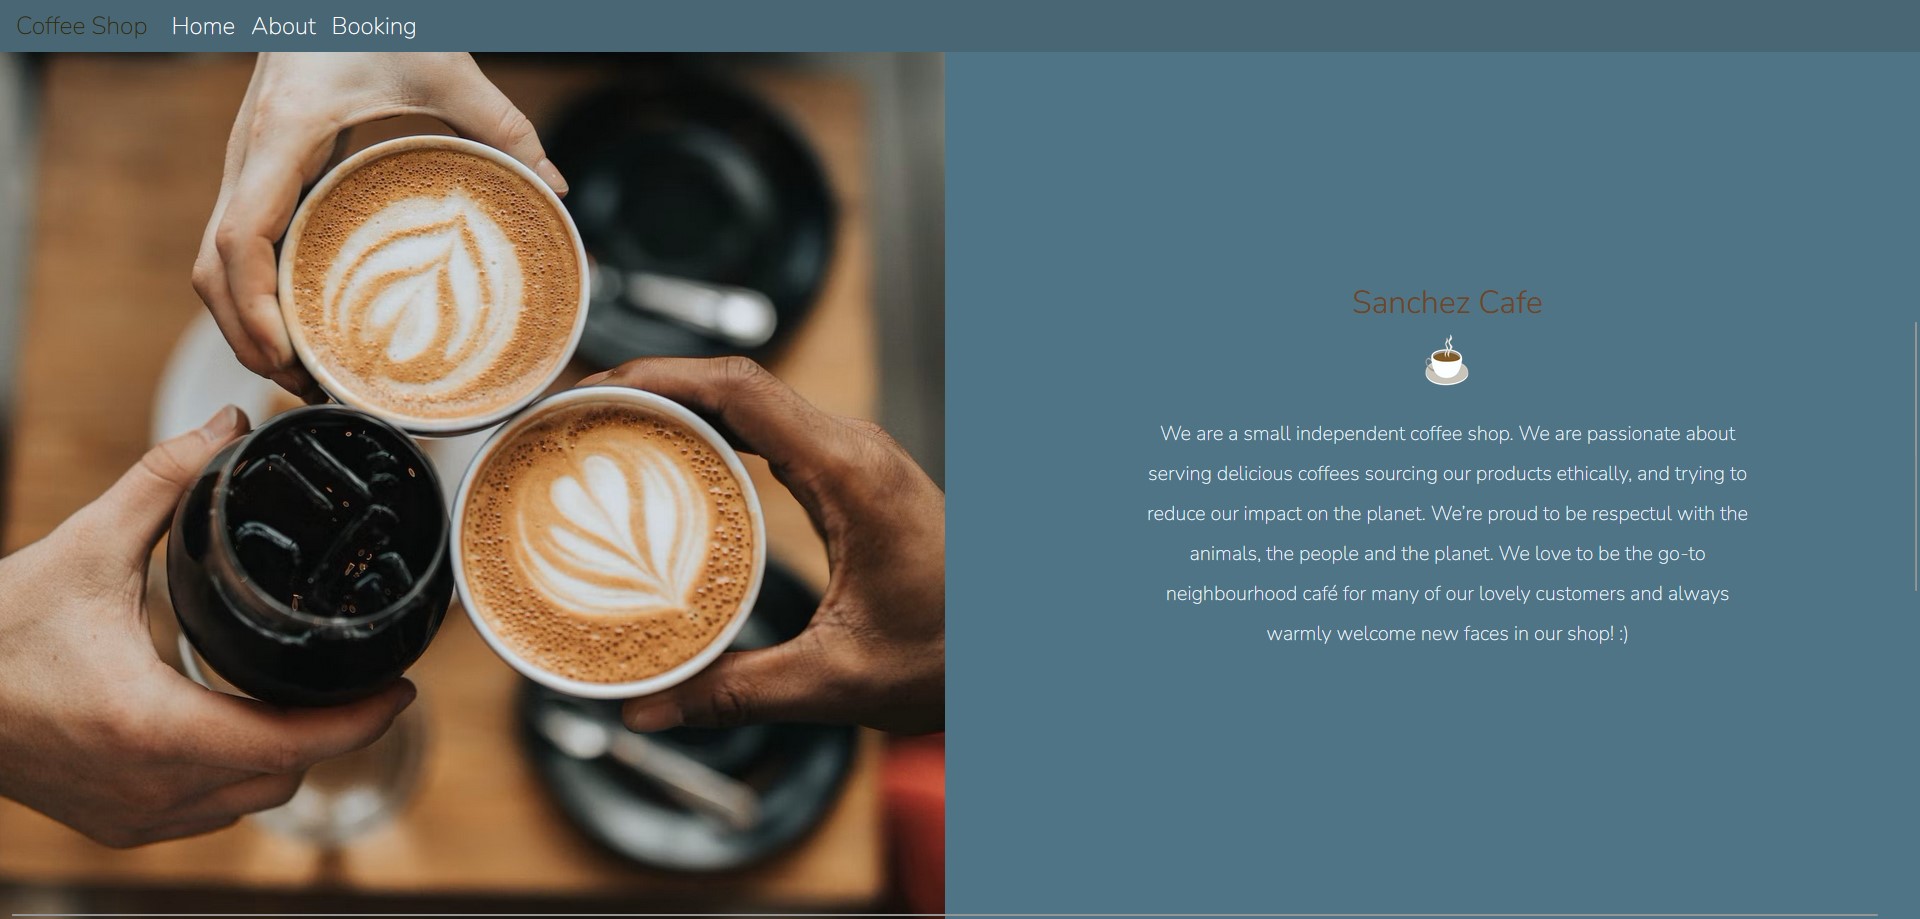 Coffee Shop Home About Booking
Sanchez Cafe
We are a small independent coffee shop. We are passionate about
serving delicious coffees sourcing our products ethically, and trying to
reduce our impact on the planet. We're proud to be respectul with the
animals, the people and the planet. We love to be the go-to
neighbourhood café for many of our lovely customers and always
warmly welcome new faces in our shop! :)